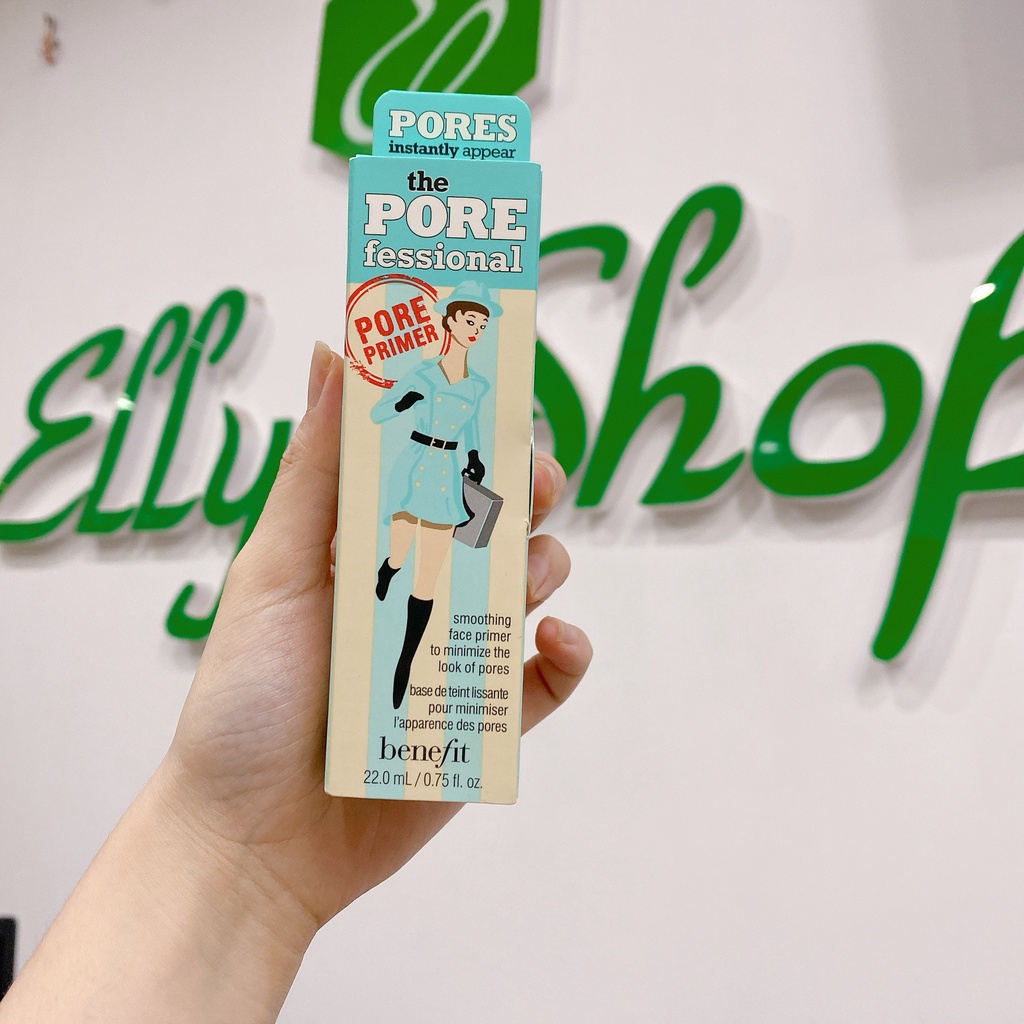 PORES
instantly appear
the
PORE
fessional
PORE
PRIMER
smoothing
face primer
to minimize the
look of pores
base de teint lissante
pour minimiser
l'apparence des pores
benefit
22.0 mL / 0.75 fl. oz.
Elly Shop